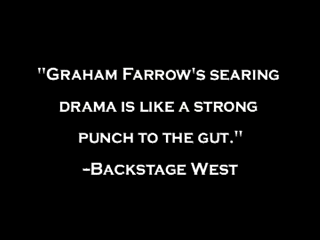 "Graham Farrow's searing
drama is like a strong
punch to the gut."
-Backstage West